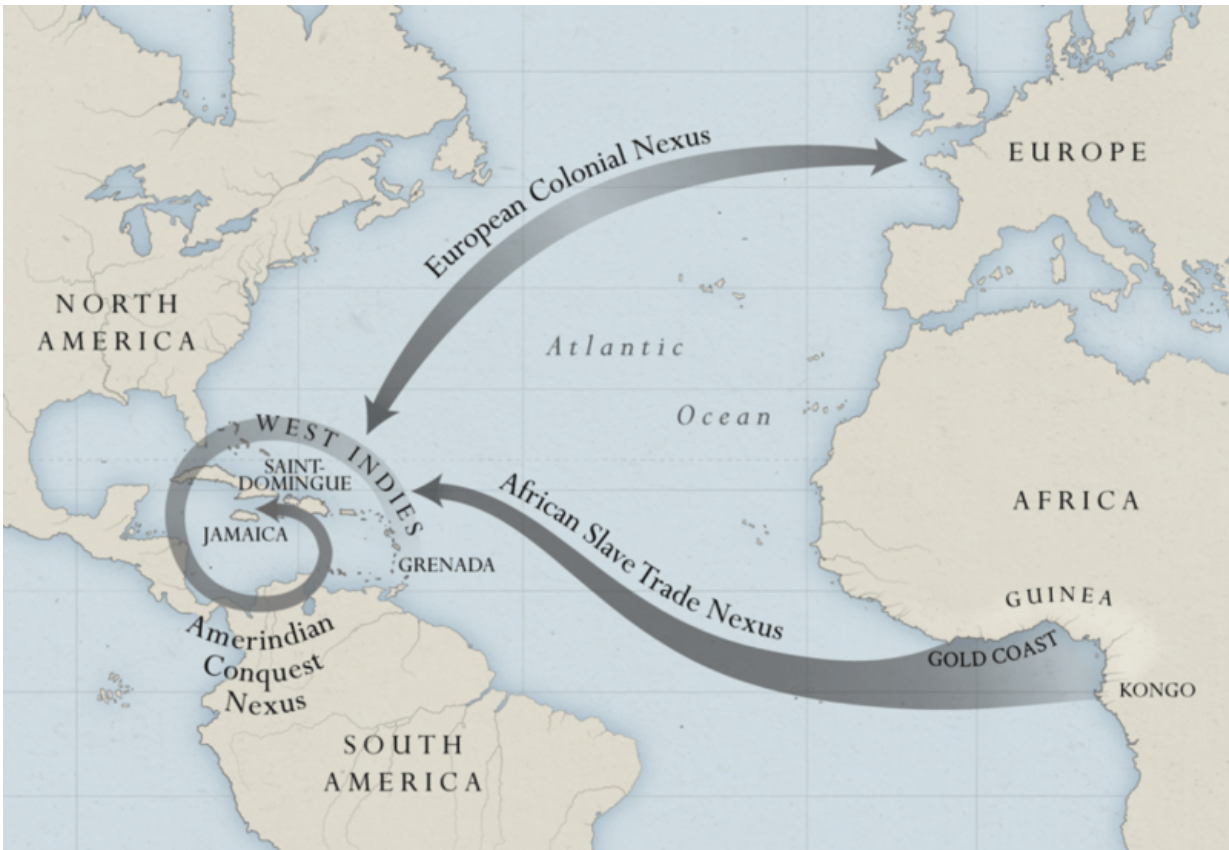 EUROPE
European Colonial Nexus
NORTH
AMERICA
Atlantic
Ocean
WEST INDIES
SAINT-
DOMINGUE
JAMAICA
GRENADA
African Slave Trade Nexus
AFRICA
GUINEA
GOLD COAST
KONGO
Amerindian
Conquest
Nexus
SOUTH
AMERICA